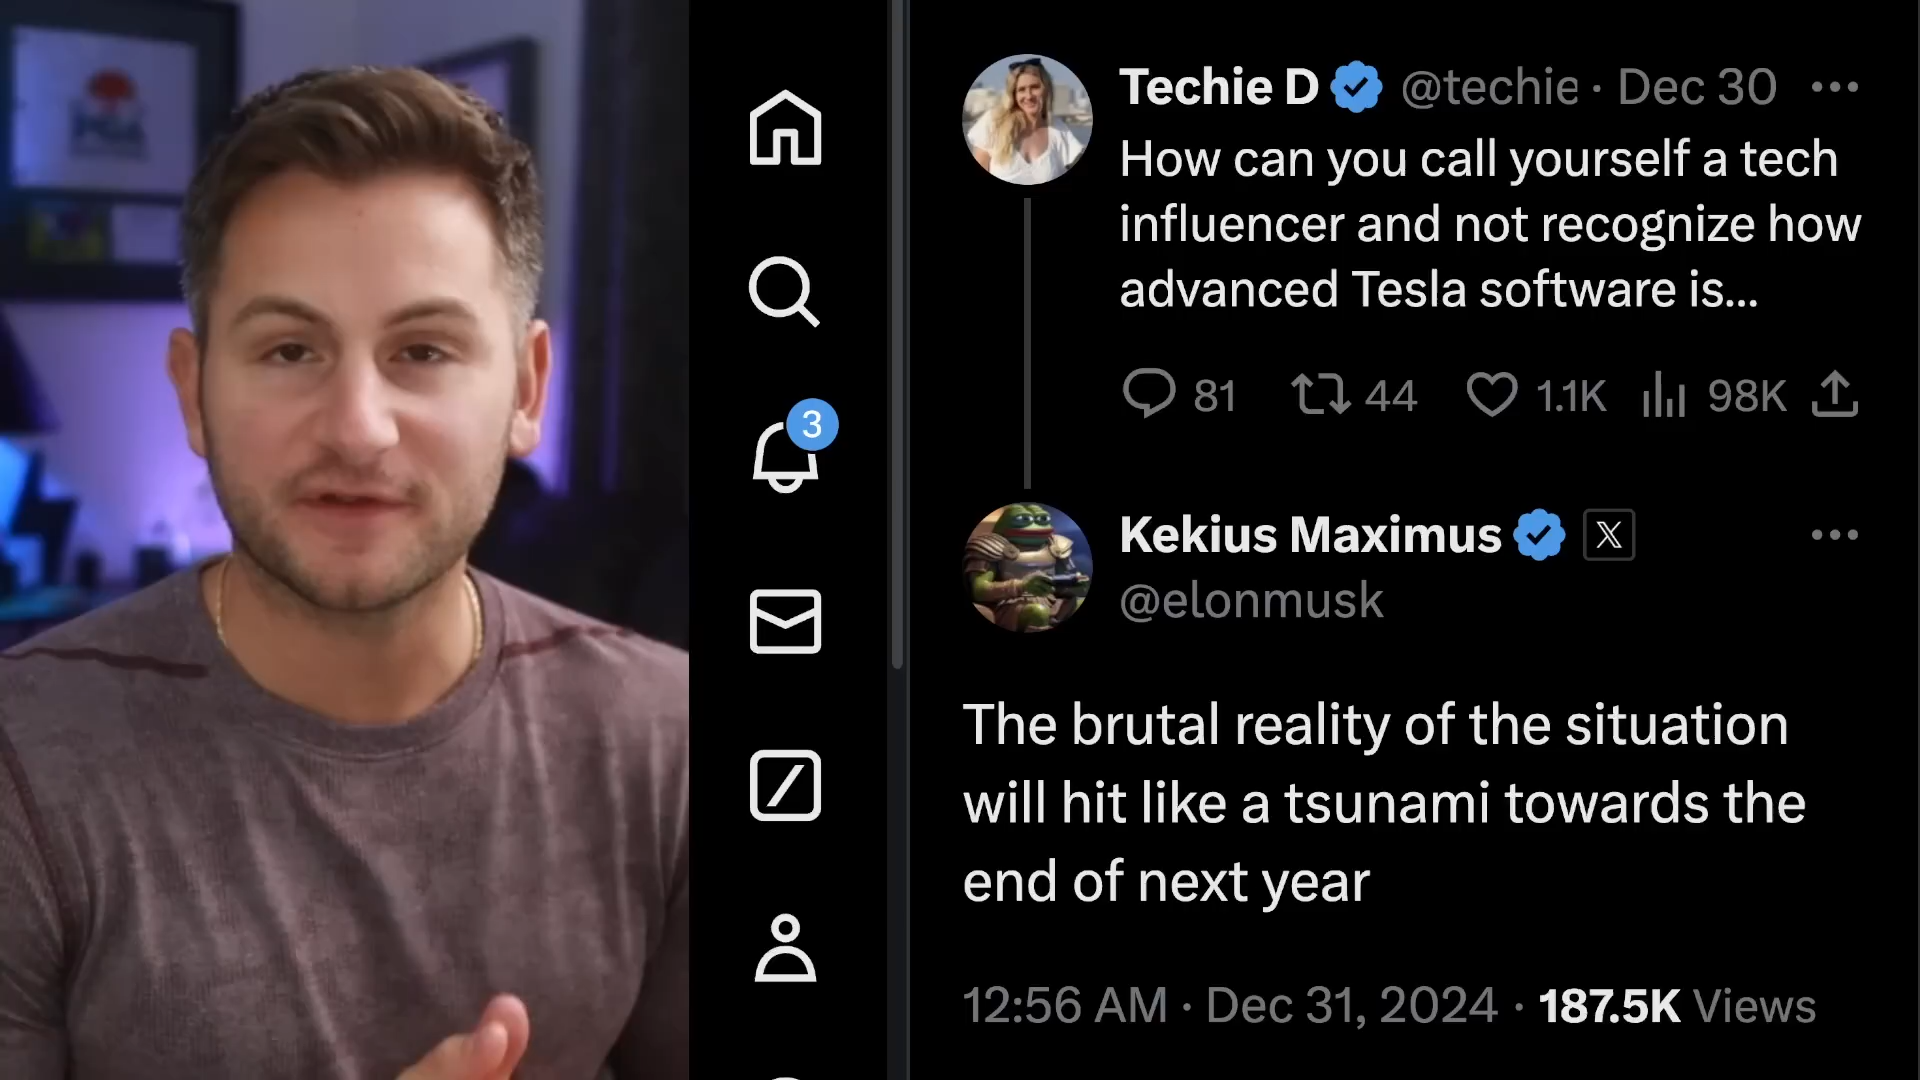 3
Techie D @techie · Dec 30
How can you call yourself a tech
influencer and not recognize how
advanced Tesla software is...
81 44 1.1K 98K
Kekius Maximus X
@elonmusk
The brutal reality of the situation
will hit like a tsunami towards the
end of next year
12:56 AM · Dec 31, 2024 · 187.5K Views